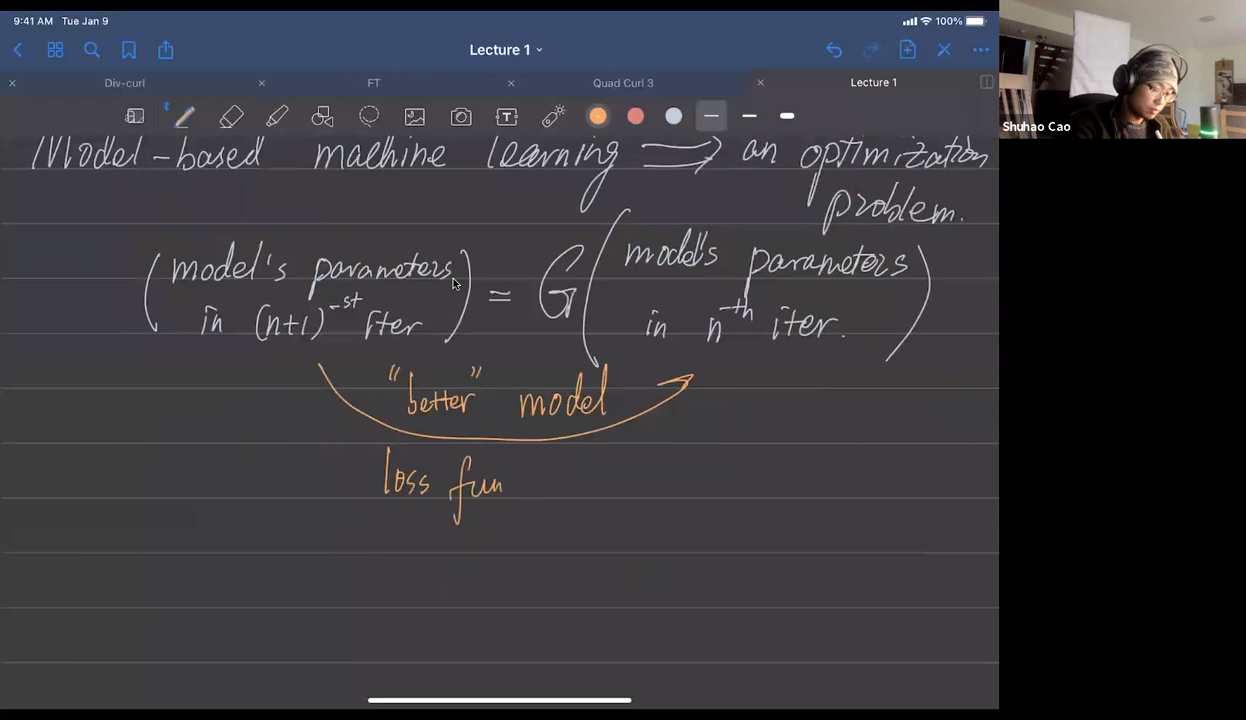 9:41 AM Tue Jan 9
100%
Lecture 1
Div-curl
FT
Quad Curl 3
Lecture 1
Shuhao Cao
Model-based machine learning ⟹ an optimization
problem.
(model's parameters in (n+1)^-st iter) = G(model's parameters in n^-th iter.)
"better" model
loss fun